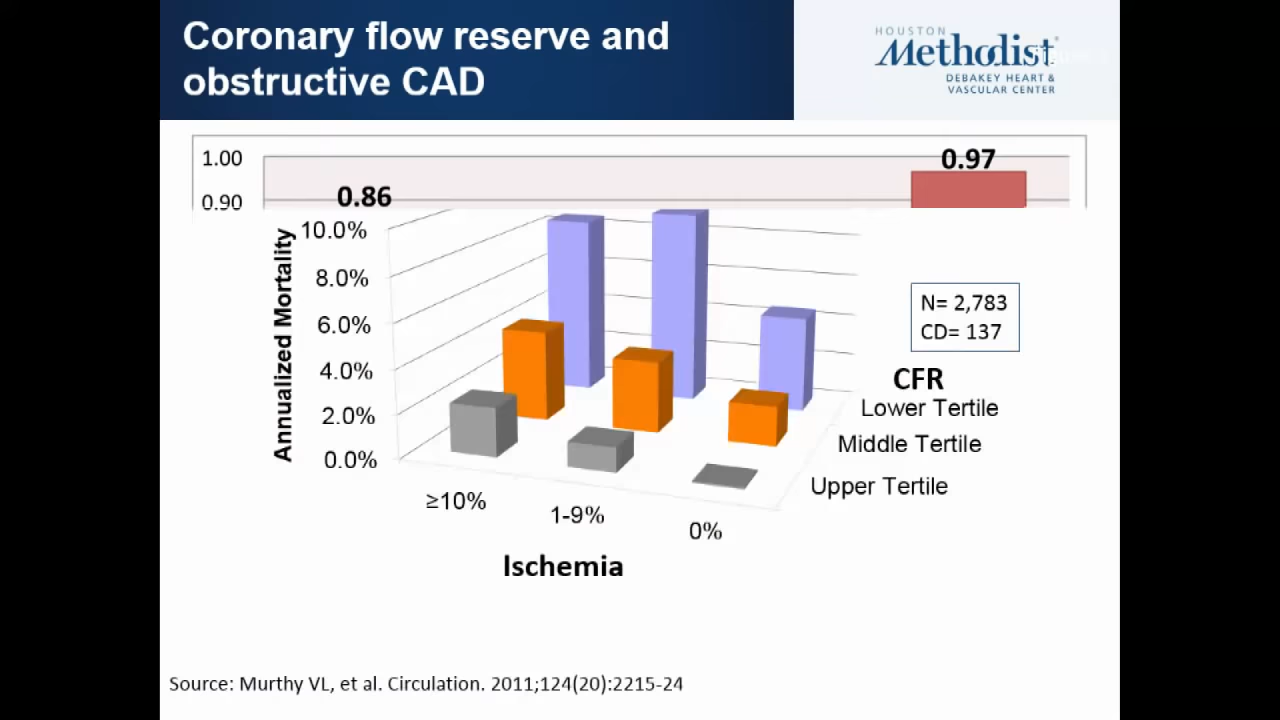 Coronary flow reserve and
obstructive CAD
HOUSTON
Methodist
DEBAKEY HEART &
VASCULAR CENTER
1.00
0.97
0.90
0.86
10.0%
8.0%
6.0%
4.0%
2.0%
0.0%
Annualized Mortality
N= 2,783
CD= 137
CFR
Lower Tertile
Middle Tertile
Upper Tertile
≥10%
1-9%
0%
Ischemia
Source: Murthy VL, et al. Circulation. 2011;124(20):2215-24